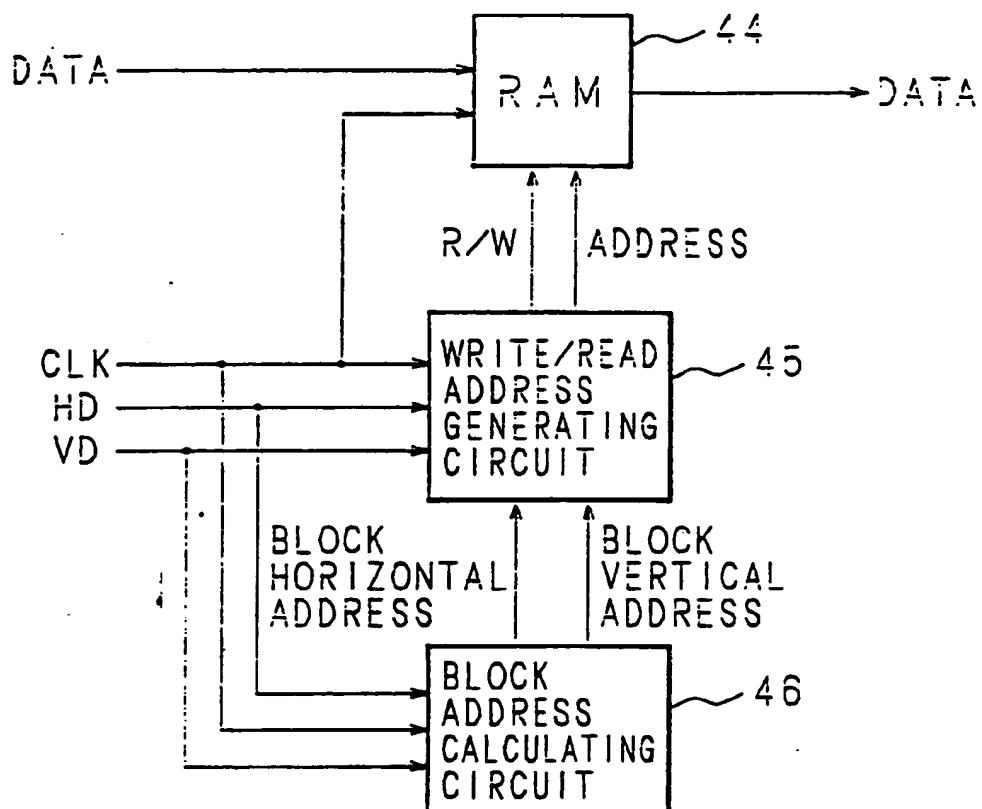 44
DATA
RAM
DATA
R/W
ADDRESS
CLK
HD
VD
WRITE/READ
ADDRESS
GENERATING
CIRCUIT
45
BLOCK
HORIZONTAL
ADDRESS
BLOCK
VERTICAL
ADDRESS
BLOCK
ADDRESS
CALCULATING
CIRCUIT
46